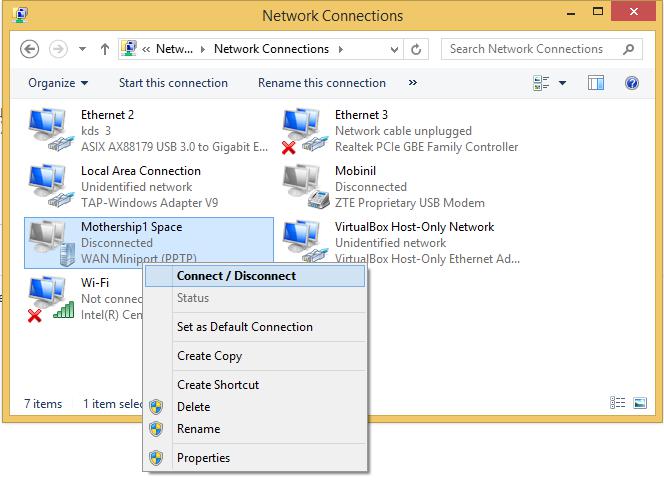 Network Connections
« Netw... Network Connections
Search Network Connections
Organize Start this connection Rename this connection »
Ethernet 2
kds 3
ASIX AX88179 USB 3.0 to Gigabit E...
Ethernet 3
Network cable unplugged
Realtek PCIe GBE Family Controller
Local Area Connection
Unidentified network
TAP-Windows Adapter V9
Mobinil
Disconnected
ZTE Proprietary USB Modem
Mothership1 Space
Disconnected
WAN Miniport (PPTP)
VirtualBox Host-Only Network
Unidentified network
VirtualBox Host-Only Ethernet Ad...
Wi-Fi
Not connec
Intel(R) Cen
Connect / Disconnect
Status
Set as Default Connection
Create Copy
Create Shortcut
Delete
Rename
Properties
7 items 1 item selec